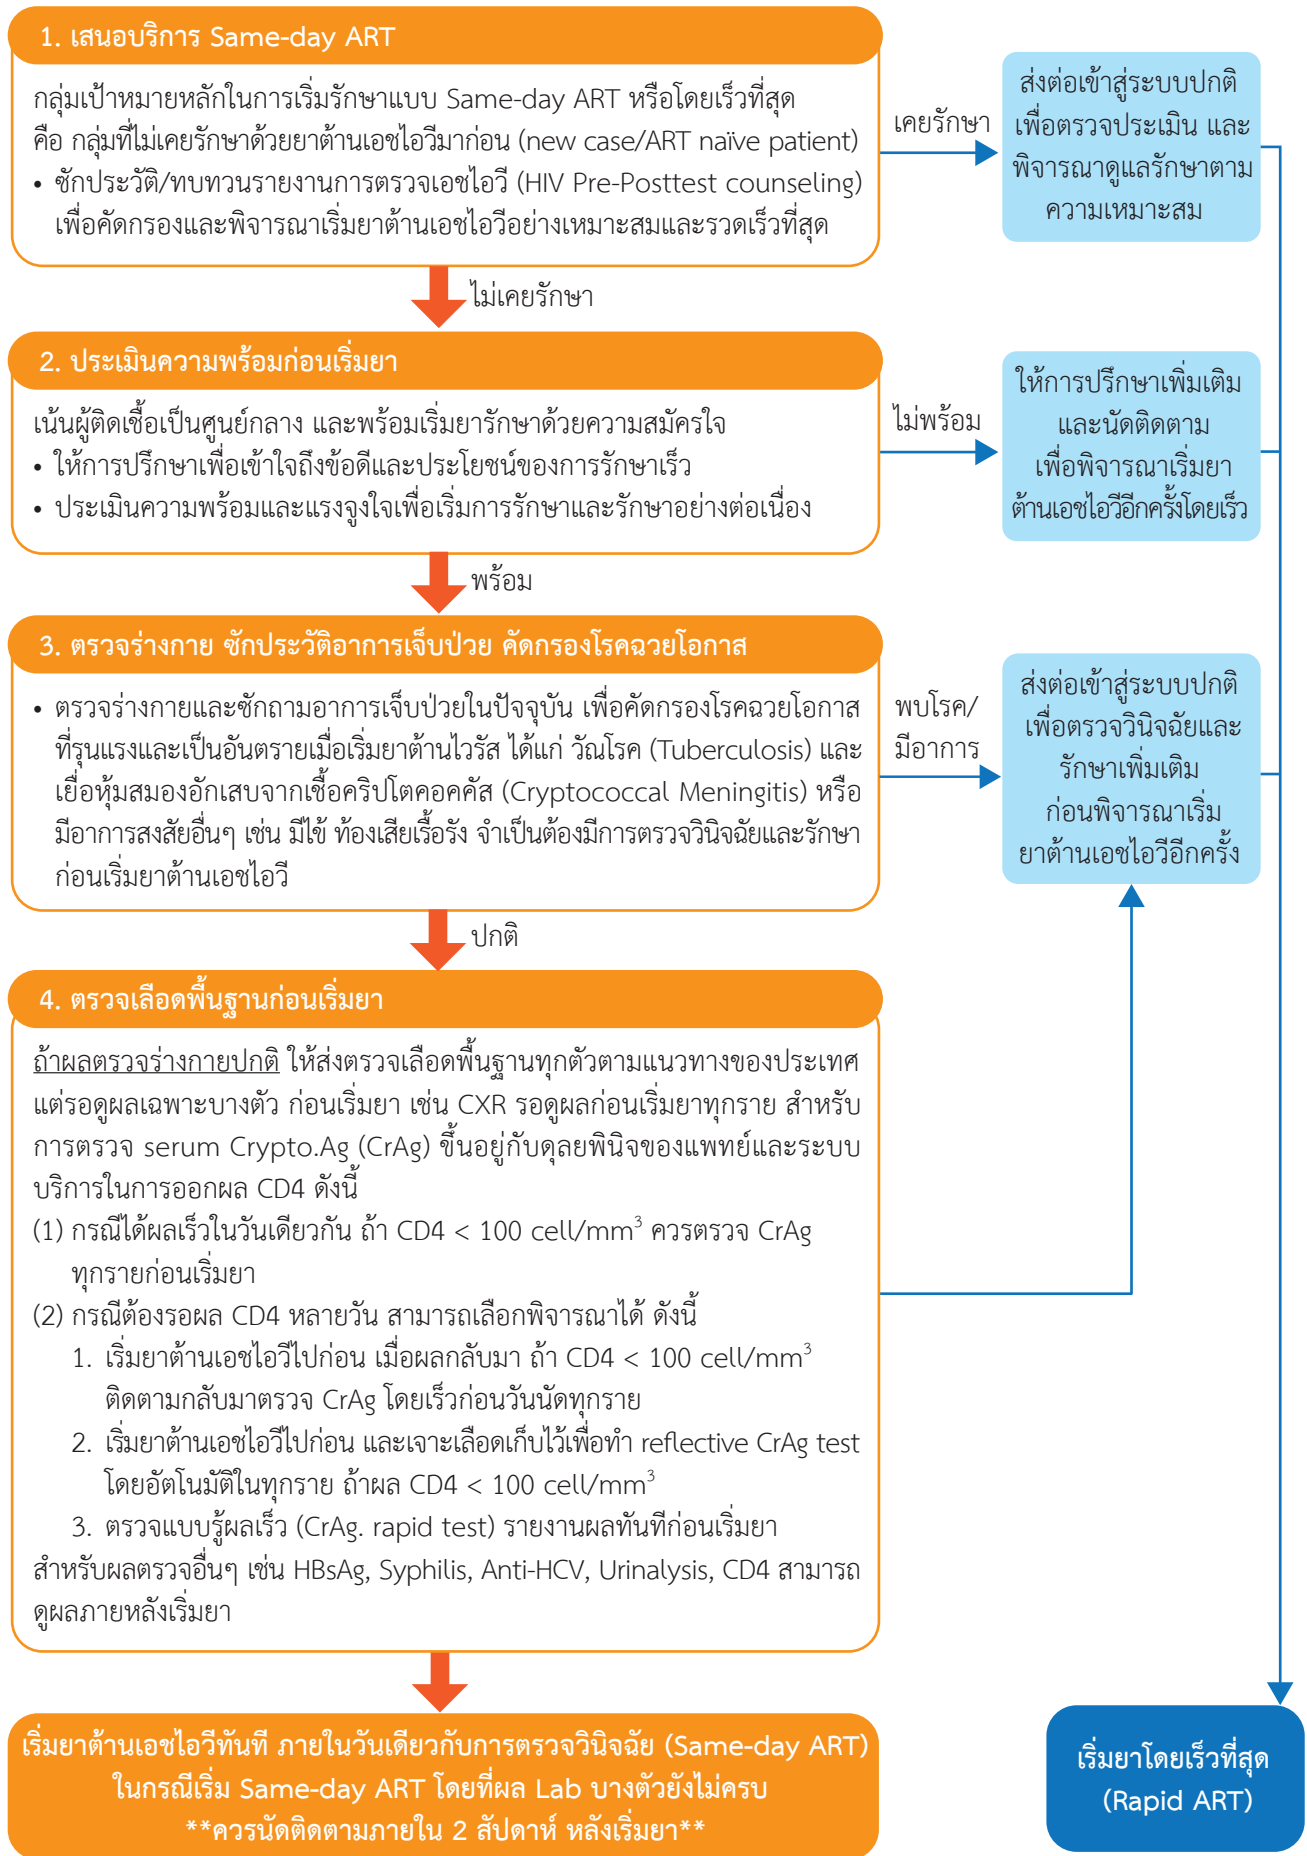 1. เสนอบริการ Same-day ART
กลุ่มเป้าหมายหลักในการเริ่มรักษาแบบ Same-day ART หรือโดยเร็วที่สุด
คือ กลุ่มที่ไม่เคยรักษาด้วยยาต้านเอชไอวีมาก่อน (new case/ART naïve patient)
• ซักประวัติ/ทบทวนรายงานการตรวจเอชไอวี (HIV Pre-Posttest counseling)
เพื่อคัดกรองและพิจารณาเริ่มยาต้านเอชไอวีอย่างเหมาะสมและรวดเร็วที่สุด
เคยรักษา
ส่งต่อเข้าสู่ระบบปกติ
เพื่อตรวจประเมิน และ
พิจารณาดูแลรักษาตาม
ความเหมาะสม
ไม่เคยรักษา
2. ประเมินความพร้อมก่อนเริ่มยา
เน้นผู้ติดเชื้อเป็นศูนย์กลาง และพร้อมเริ่มยารักษาด้วยความสมัครใจ
• ให้การปรึกษาเพื่อเข้าใจถึงข้อดีและประโยชน์ของการรักษาเร็ว
• ประเมินความพร้อมและแรงจูงใจเพื่อเริ่มการรักษาและรักษาอย่างต่อเนื่อง
ไม่พร้อม
ให้การปรึกษาเพิ่มเติม
และนัดติดตาม
เพื่อพิจารณาเริ่มยา
ต้านเอชไอวีอีกครั้งโดยเร็ว
พร้อม
3. ตรวจร่างกาย ซักประวัติอาการเจ็บป่วย คัดกรองโรคฉวยโอกาส
• ตรวจร่างกายและซักถามอาการเจ็บป่วยในปัจจุบัน เพื่อคัดกรองโรคฉวยโอกาส
ที่รุนแรงและเป็นอันตรายเมื่อเริ่มยาต้านไวรัส ได้แก่ วัณโรค (Tuberculosis) และ
เยื่อหุ้มสมองอักเสบจากเชื้อคริปโตคอคคัส (Cryptococcal Meningitis) หรือ
มีอาการสงสัยอื่นๆ เช่น มีไข้ ท้องเสียเรื้อรัง จำเป็นต้องมีการตรวจวินิจฉัยและรักษา
ก่อนเริ่มยาต้านเอชไอวี
พบโรค/
มีอาการ
ส่งต่อเข้าสู่ระบบปกติ
เพื่อตรวจวินิจฉัยและ
รักษาเพิ่มเติม
ก่อนพิจารณาเริ่ม
ยาต้านเอชไอวีอีกครั้ง
ปกติ
4. ตรวจเลือดพื้นฐานก่อนเริ่มยา
ถ้าผลตรวจร่างกายปกติ ให้ส่งตรวจเลือดพื้นฐานทุกตัวตามแนวทางของประเทศ
แต่รอดูผลเฉพาะบางตัว ก่อนเริ่มยา เช่น CXR รอดูผลก่อนเริ่มยาทุกราย สำหรับ
การตรวจ serum Crypto.Ag (CrAg) ขึ้นอยู่กับดุลยพินิจของแพทย์และระบบ
บริการในการออกผล CD4 ดังนี้
(1) กรณีได้ผลเร็วในวันเดียวกัน ถ้า CD4 < 100 cell/mm³ ควรตรวจ CrAg
ทุกรายก่อนเริ่มยา
(2) กรณีต้องรอผล CD4 หลายวัน สามารถเลือกพิจารณาได้ ดังนี้
1. เริ่มยาต้านเอชไอวีไปก่อน เมื่อผลกลับมา ถ้า CD4 < 100 cell/mm³
ติดตามกลับมาตรวจ CrAg โดยเร็วก่อนวันนัดทุกราย
2. เริ่มยาต้านเอชไอวีไปก่อน และเจาะเลือดเก็บไว้เพื่อทำ reflective CrAg test
โดยอัตโนมัติในทุกราย ถ้าผล CD4 < 100 cell/mm³
3. ตรวจแบบรู้ผลเร็ว (CrAg. rapid test) รายงานผลทันทีก่อนเริ่มยา
สำหรับผลตรวจอื่นๆ เช่น HBsAg, Syphilis, Anti-HCV, Urinalysis, CD4 สามารถ
ดูผลภายหลังเริ่มยา
เริ่มยาต้านเอชไอวีทันที ภายในวันเดียวกับการตรวจวินิจฉัย (Same-day ART)
ในกรณีเริ่ม Same-day ART โดยที่ผล Lab บางตัวยังไม่ครบ
**ควรนัดติดตามภายใน 2 สัปดาห์ หลังเริ่มยา**
เริ่มยาโดยเร็วที่สุด
(Rapid ART)